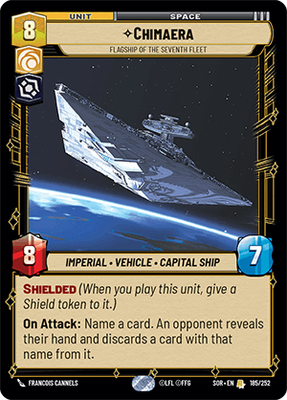 UNIT
SPACE
8
✧CHIMAERA
FLAGSHIP OF THE SEVENTH FLEET
8
7
IMPERIAL • VEHICLE • CAPITAL SHIP
SHIELDED (When you play this unit, give a
Shield token to it.)
On Attack: Name a card. An opponent reveals
their hand and discards a card with that
name from it.
FRANCOIS CANNELS
©LFL ©FFG
SOR • EN R 185/252